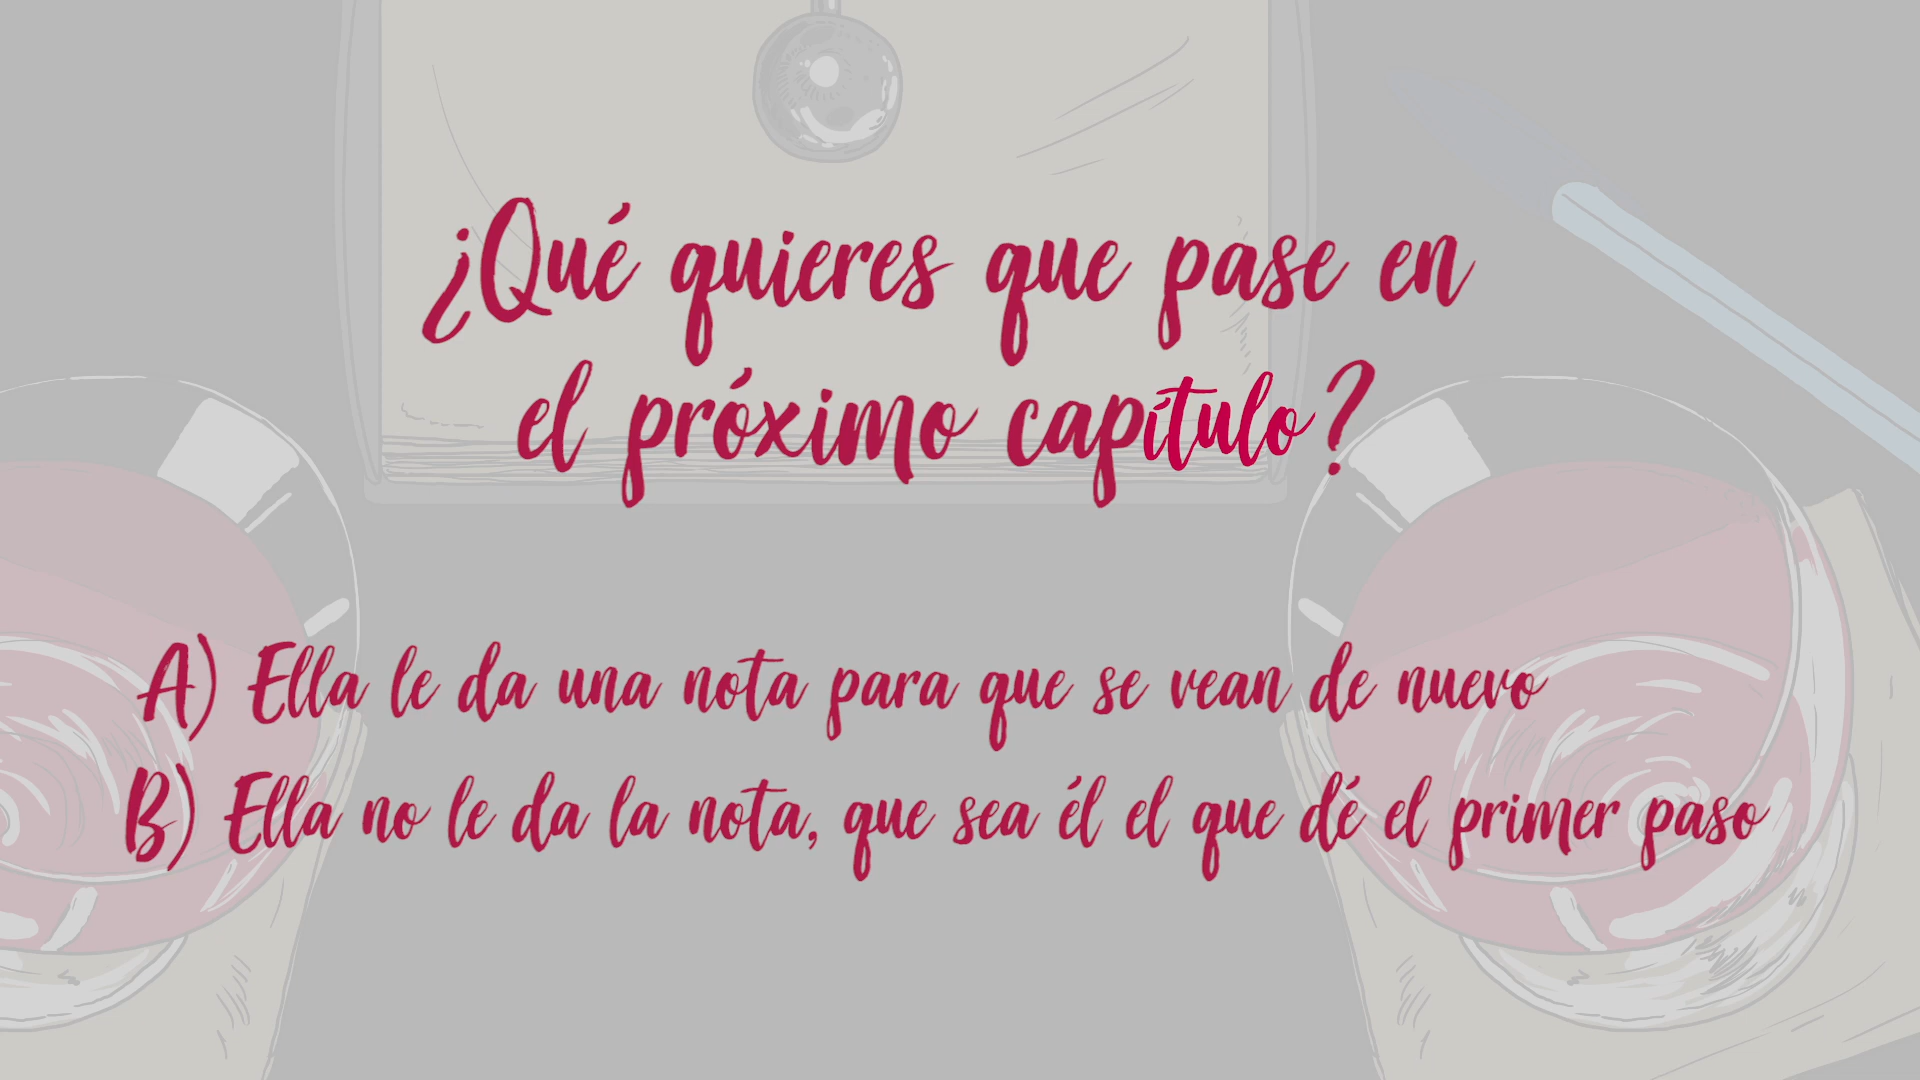 ¿Qué quieres que pase en
el próximo capítulo?
A) Ella le da una nota para que se vean de nuevo
B) Ella no le da la nota, que sea él el que dé el primer paso